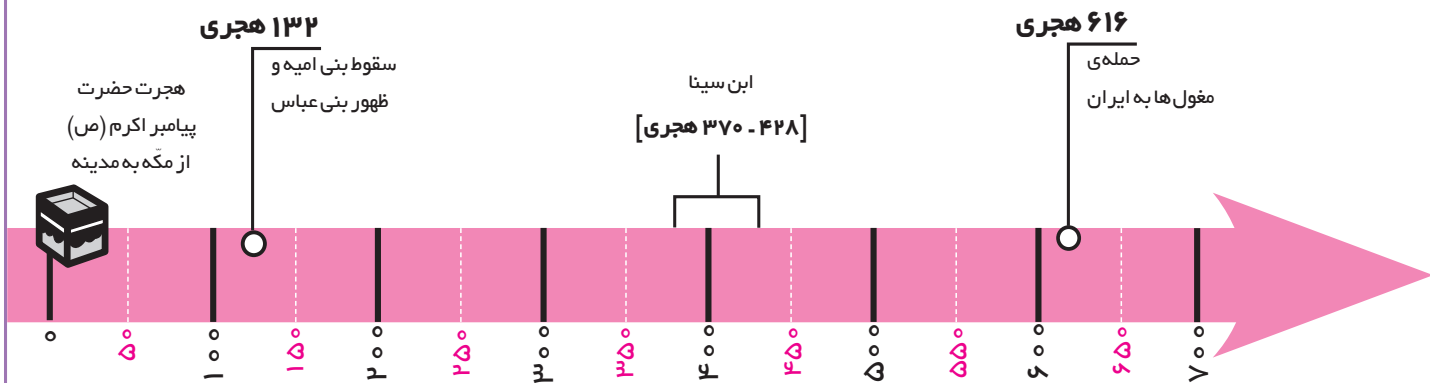 هجرت حضرت
پیامبر اکرم (ص)
از مکّه به مدینه
۱۳۲ هجری
سقوط بنی امیه و
ظهور بنی عباس
ابن سینا
[۴۲۸ ـ ۳۷۰ هجری]
۶۱۶ هجری
حمله‌ی
مغول‌ها به ایران
۰
۵۰
۱۰۰
۱۵۰
۲۰۰
۲۵۰
۳۰۰
۳۵۰
۴۰۰
۴۵۰
۵۰۰
۵۵۰
۶۰۰
۶۵۰
۷۰۰